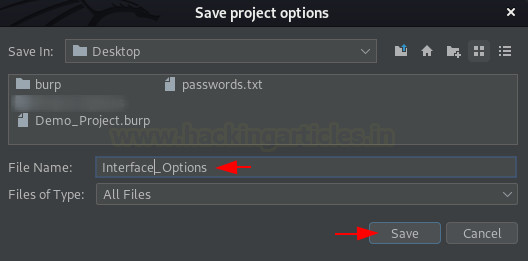 Save project options
Save In: Desktop
burp passwords.txt
Demo_Project.burp
www.hackingarticles.in
File Name: Interface_Options
Files of Type: All Files
Save Cancel